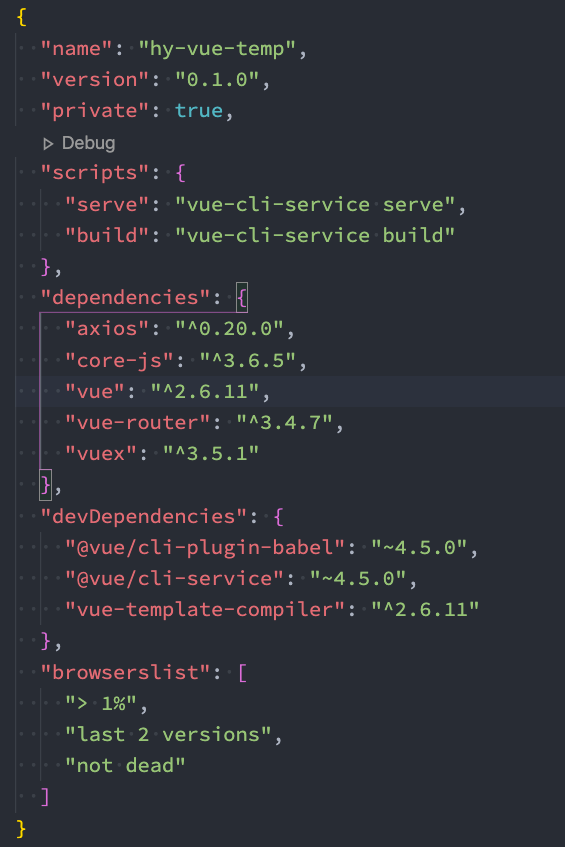 {
  "name": "hy-vue-temp",
  "version": "0.1.0",
  "private": true,
  Debug
  "scripts": {
    "serve": "vue-cli-service serve",
    "build": "vue-cli-service build"
  },
  "dependencies": {
    "axios": "^0.20.0",
    "core-js": "^3.6.5",
    "vue": "^2.6.11",
    "vue-router": "^3.4.7",
    "vuex": "^3.5.1"
  },
  "devDependencies": {
    "@vue/cli-plugin-babel": "~4.5.0",
    "@vue/cli-service": "~4.5.0",
    "vue-template-compiler": "^2.6.11"
  },
  "browserslist": [
    "> 1%",
    "last 2 versions",
    "not dead"
  ]
}